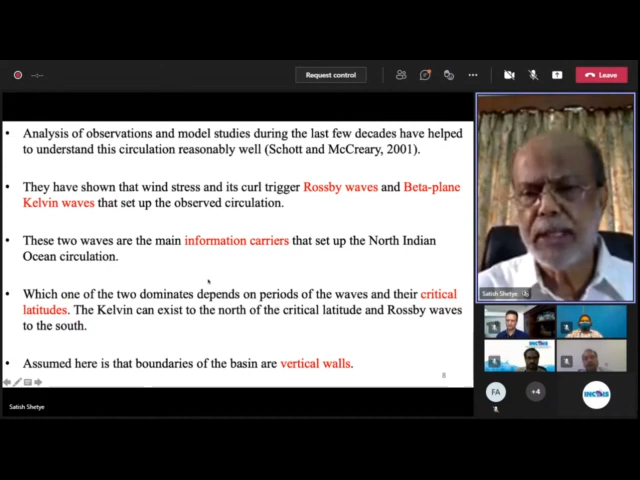 Request control
Leave
• Analysis of observations and model studies during the last few decades have helped
to understand this circulation reasonably well (Schott and McCreary, 2001).
• They have shown that wind stress and its curl trigger Rossby waves and Beta-plane
Kelvin waves that set up the observed circulation.
• These two waves are the main information carriers that set up the North Indian
Ocean circulation.
• Which one of the two dominates depends on periods of the waves and their critical
latitudes. The Kelvin can exist to the north of the critical latitude and Rossby waves
to the south.
• Assumed here is that boundaries of the basin are vertical walls.
8
Satish Shetye
Satish Shetye
FA
+4
INCOIS